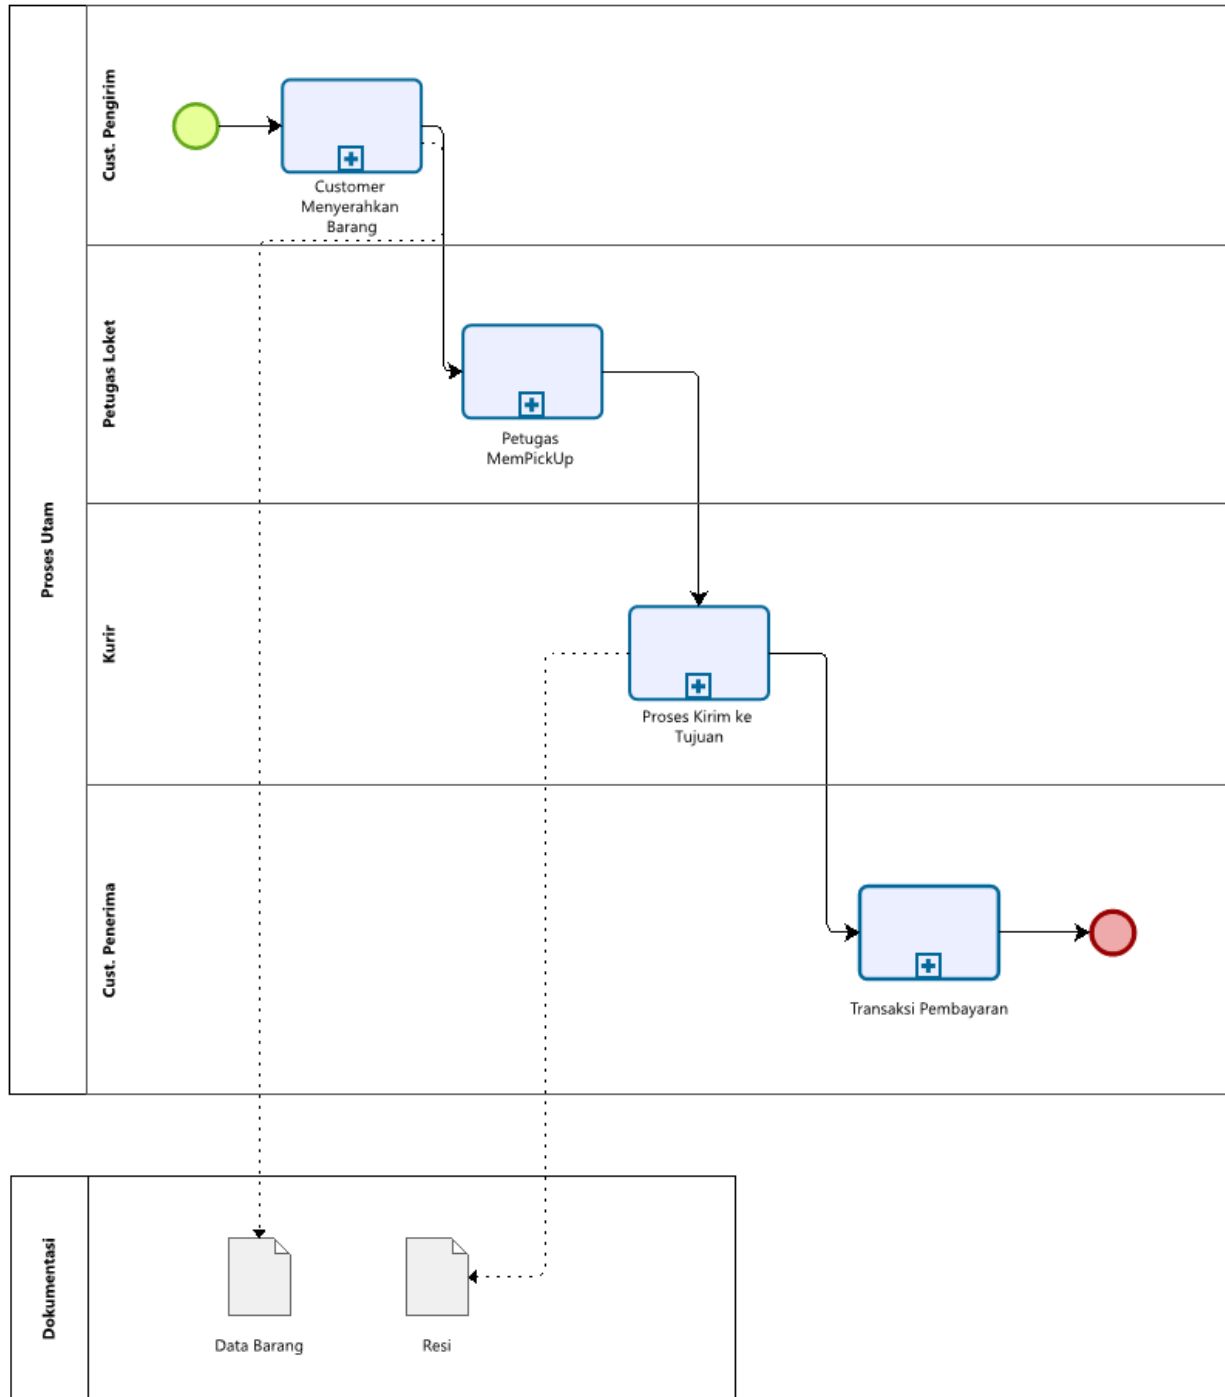 Proses Utam
Cust. Pengirim
Customer
Menyerahkan
Barang
Petugas Loket
Petugas
MemPickUp
Kurir
Proses Kirim ke
Tujuan
Cust. Penerima
Transaksi Pembayaran
Dokumentasi
Data Barang
Resi